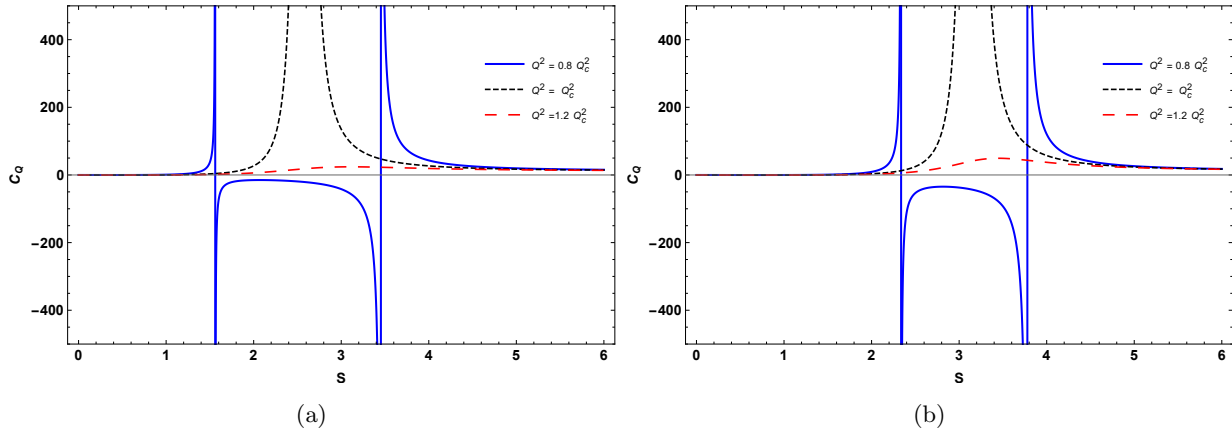 400
200
0
−200
−400
C_Q
0 1 2 3 4 5 6
S
Q² = 0.8 Q_c²
Q² = Q_c²
Q² =1.2 Q_c²
(a)
400
200
0
−200
−400
C_Q
0 1 2 3 4 5 6
S
Q² = 0.8 Q_c²
Q² = Q_c²
Q² =1.2 Q_c²
(b)